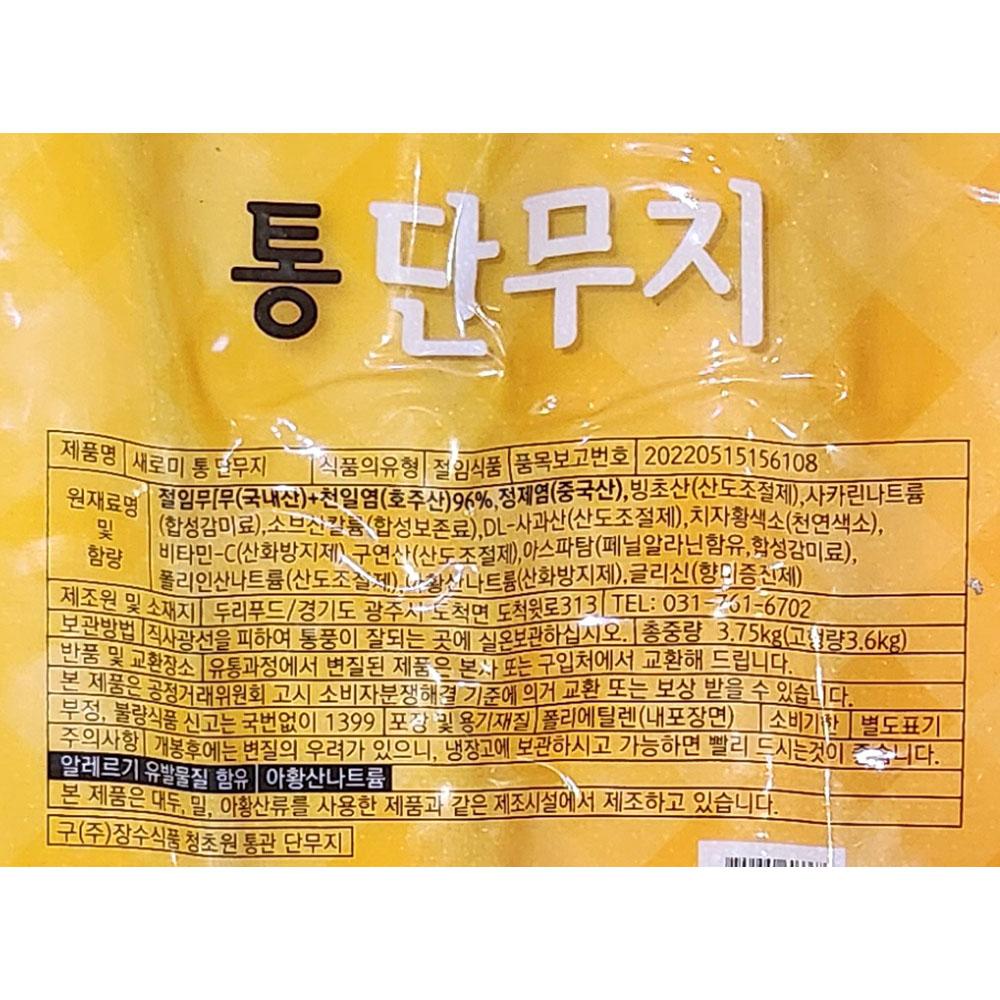 통 단무지
제품명 새로미 통 단무지 식품의유형 절임식품 품목보고번호 20220515156108
원재료명 및 함량 절임무[무(국내산)+천일염(호주산)96%,정제염(중국산),빙초산(산도조절제),사카린나트륨
(합성감미료),소브산칼륨(합성보존료),DL-사과산(산도조절제),치자황색소(천연색소),
비타민-C(산화방지제),구연산(산도조절제),아스파탐(페닐알라닌함유,합성감미료),
폴리인산나트륨(산도조절제),아황산나트륨(산화방지제),글리신(향미증진제)
제조원 및 소재지 두리푸드/경기도 광주시 도척면 도척윗로313 TEL: 031-761-6702
보관방법 직사광선을 피하여 통풍이 잘되는 곳에 실온보관하십시오. 총중량 3.75kg(고형량3.6kg)
반품 및 교환장소 유통과정에서 변질된 제품은 본사 또는 구입처에서 교환해 드립니다.
본 제품은 공정거래위원회 고시 소비자분쟁해결 기준에 의거 교환 또는 보상 받을 수 있습니다.
부정, 불량식품 신고는 국번없이 1399 포장 및 용기재질 폴리에틸렌(내포장면) 소비기한 별도표기
주의사항 개봉후에는 변질의 우려가 있으니, 냉장고에 보관하시고 가능하면 빨리 드시는것이 좋습니다.
알레르기 유발물질 함유 아황산나트륨
본 제품은 대두, 밀, 아황산류를 사용한 제품과 같은 제조시설에서 제조하고 있습니다.
구(주)장수식품 청초원 통관 단무지